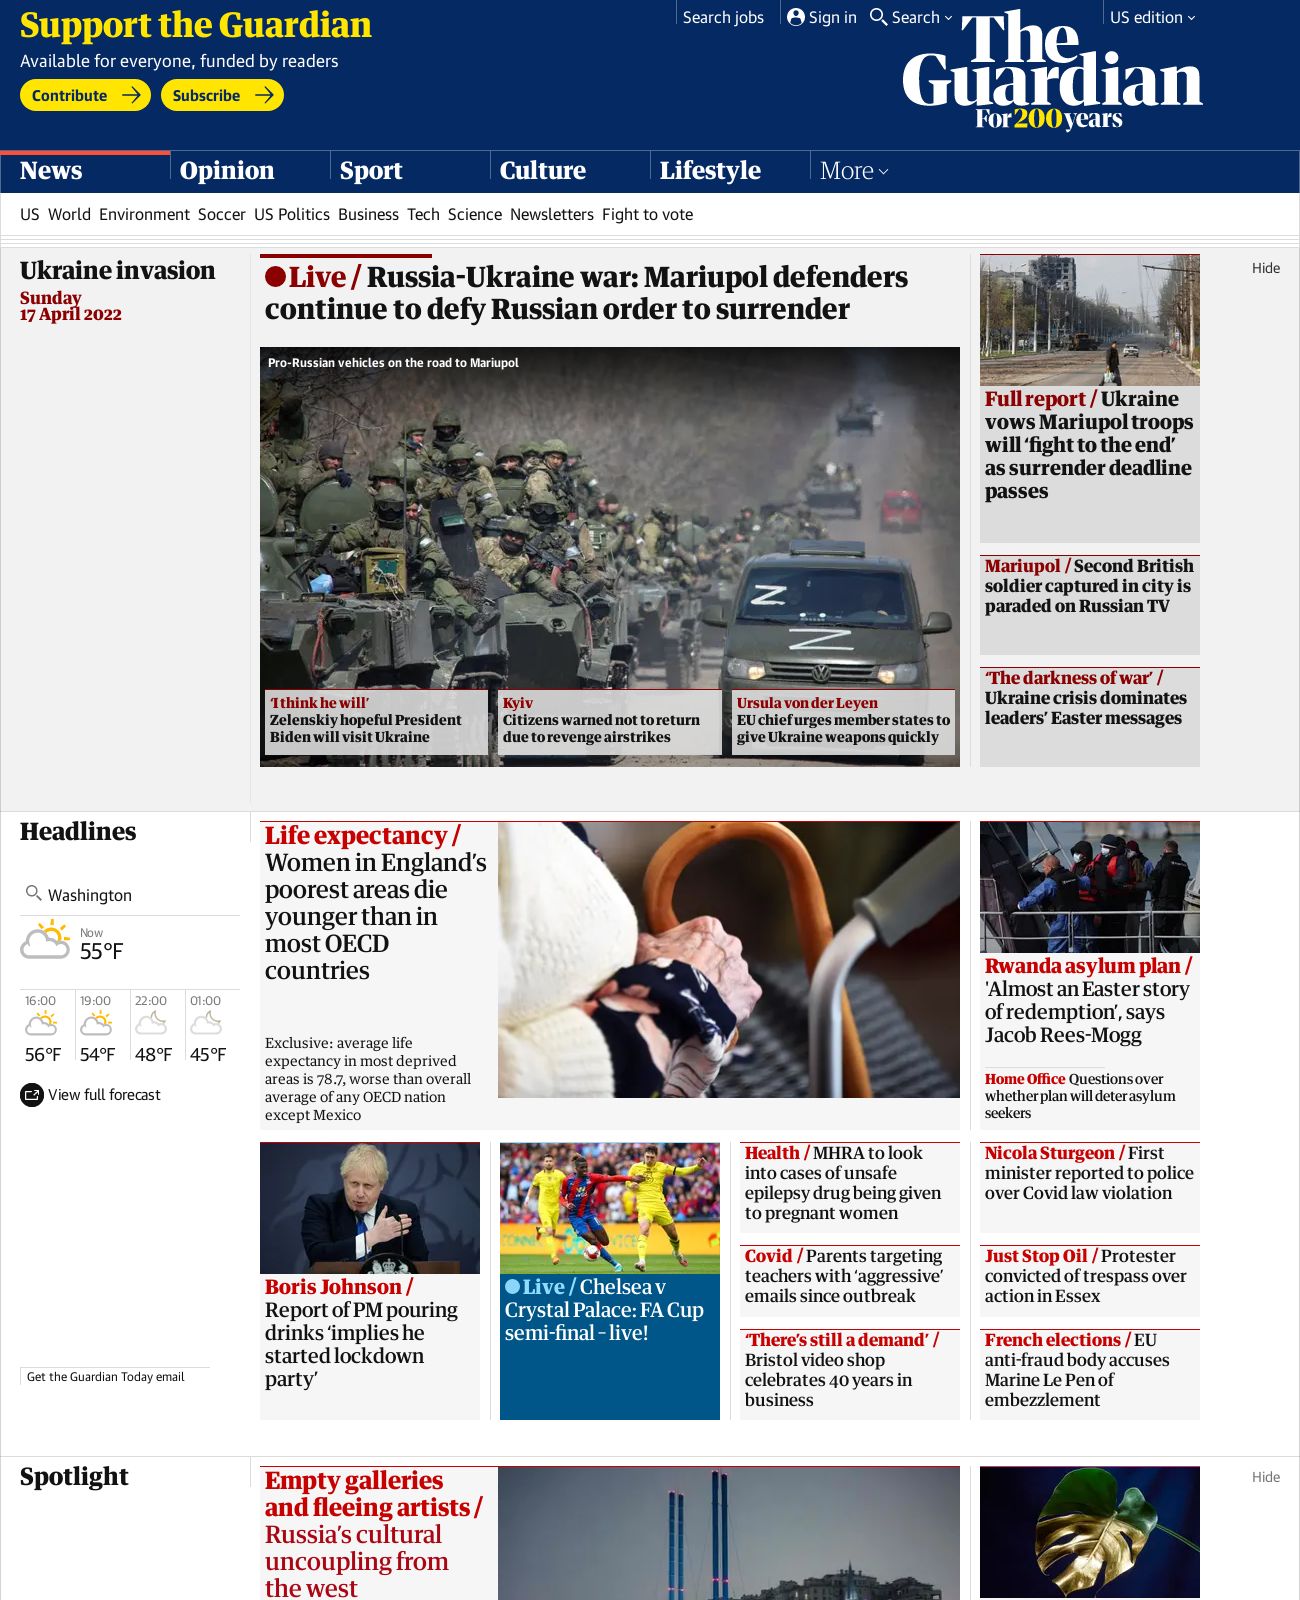 Support the Guardian
Available for everyone, funded by readers
Contribute
Subscribe
Search jobs
Sign in
Search
US edition
The
Guardian
For 200 years
News
Opinion
Sport
Culture
Lifestyle
More
US World Environment Soccer US Politics Business Tech Science Newsletters Fight to vote
Ukraine invasion
Sunday
17 April 2022
Live / Russia-Ukraine war: Mariupol defenders
continue to defy Russian order to surrender
Pro-Russian vehicles on the road to Mariupol
Z
Z
‘I think he will’
Zelenskiy hopeful President
Biden will visit Ukraine
Kyiv
Citizens warned not to return
due to revenge airstrikes
Ursula von der Leyen
EU chief urges member states to
give Ukraine weapons quickly
Hide
Full report / Ukraine
vows Mariupol troops
will ‘fight to the end’
as surrender deadline
passes
Mariupol / Second British
soldier captured in city is
paraded on Russian TV
‘The darkness of war’ /
Ukraine crisis dominates
leaders’ Easter messages
Headlines
Washington
Now
55°F
16:00
56°F
19:00
54°F
22:00
48°F
01:00
45°F
View full forecast
Get the Guardian Today email
Life expectancy /
Women in England’s
poorest areas die
younger than in
most OECD
countries
Exclusive: average life
expectancy in most deprived
areas is 78.7, worse than overall
average of any OECD nation
except Mexico
Rwanda asylum plan /
'Almost an Easter story
of redemption’, says
Jacob Rees-Mogg
Home Office Questions over
whether plan will deter asylum
seekers
Boris Johnson /
Report of PM pouring
drinks ‘implies he
started lockdown
party’
Live / Chelsea v
Crystal Palace: FA Cup
semi-final – live!
Health / MHRA to look
into cases of unsafe
epilepsy drug being given
to pregnant women
Covid / Parents targeting
teachers with ‘aggressive’
emails since outbreak
‘There’s still a demand’ /
Bristol video shop
celebrates 40 years in
business
Nicola Sturgeon / First
minister reported to police
over Covid law violation
Just Stop Oil / Protester
convicted of trespass over
action in Essex
French elections / EU
anti-fraud body accuses
Marine Le Pen of
embezzlement
Spotlight
Empty galleries
and fleeing artists /
Russia’s cultural
uncoupling from
the west
Hide